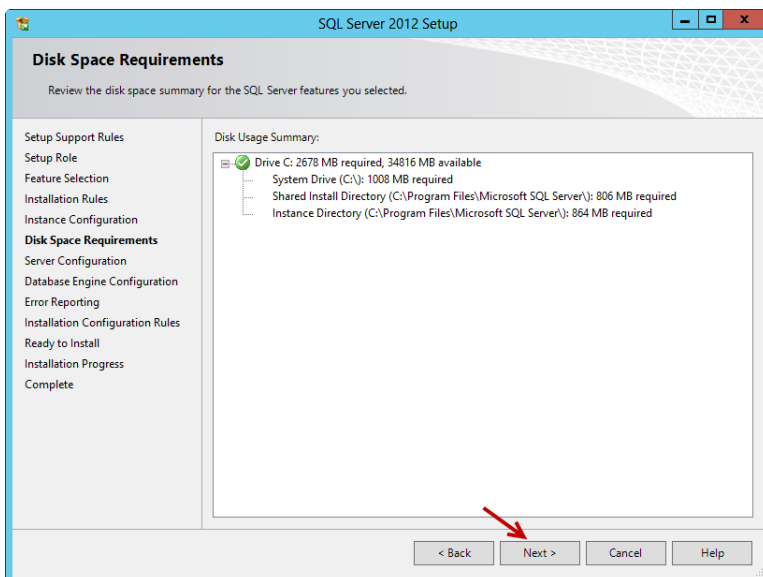 SQL Server 2012 Setup
Disk Space Requirements
Review the disk space summary for the SQL Server features you selected.
Setup Support Rules
Setup Role
Feature Selection
Installation Rules
Instance Configuration
Disk Space Requirements
Server Configuration
Database Engine Configuration
Error Reporting
Installation Configuration Rules
Ready to Install
Installation Progress
Complete
Disk Usage Summary:
Drive C: 2678 MB required, 34816 MB available
System Drive (C:\): 1008 MB required
Shared Install Directory (C:\Program Files\Microsoft SQL Server\): 806 MB required
Instance Directory (C:\Program Files\Microsoft SQL Server\): 864 MB required
< Back
Next >
Cancel
Help